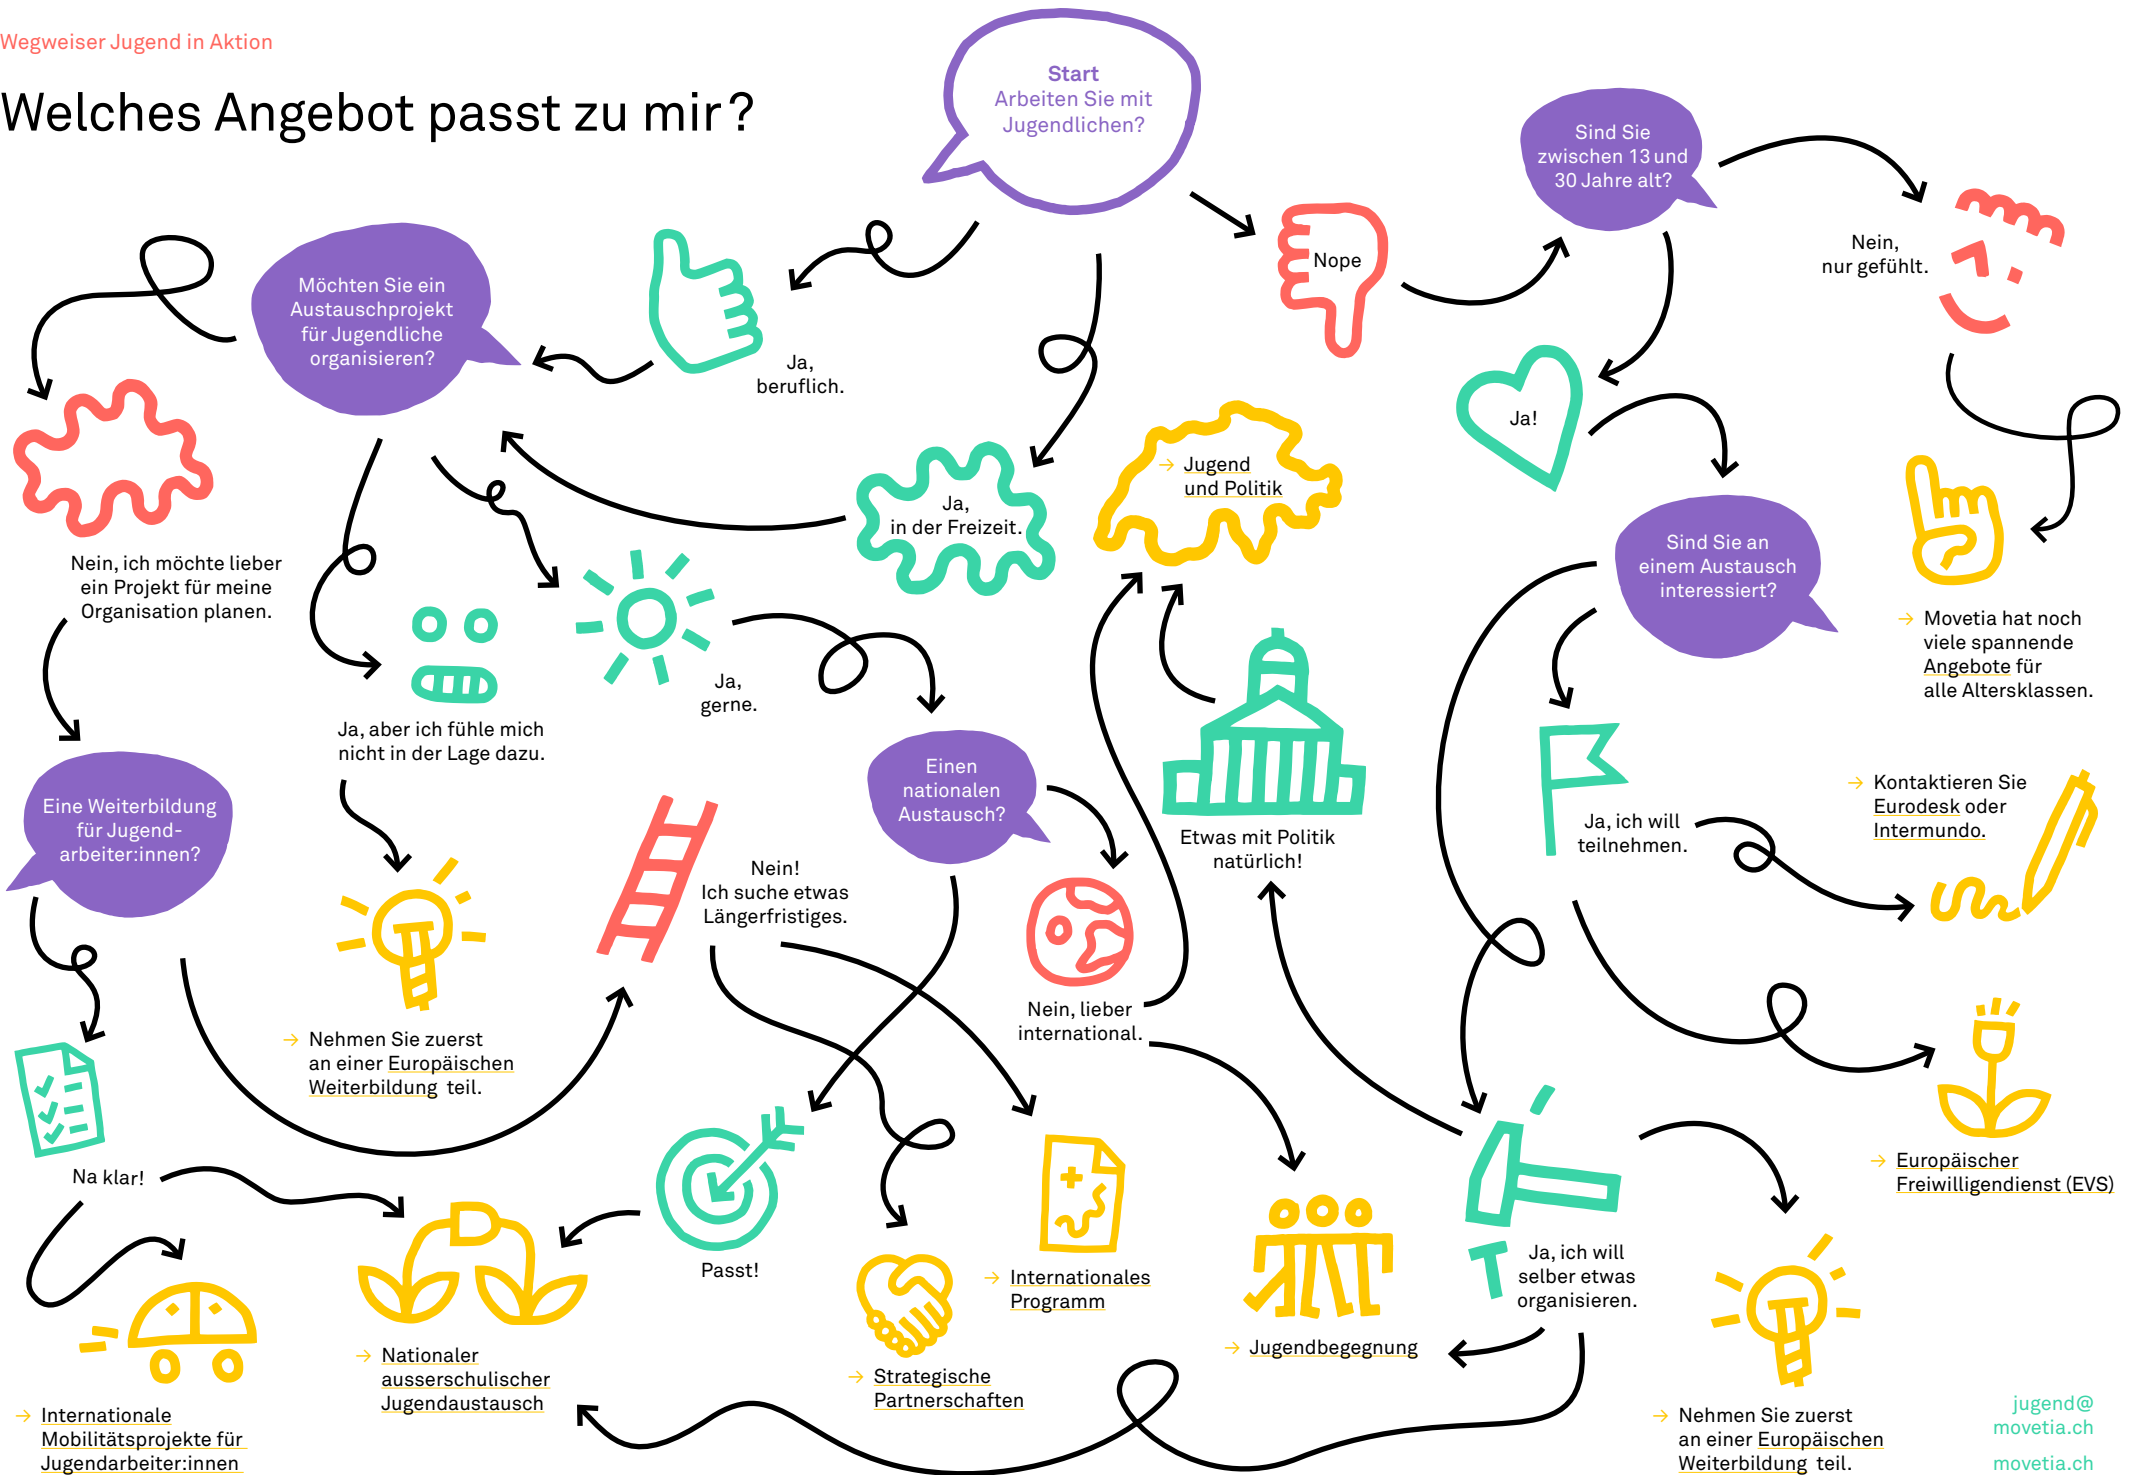 Wegweiser Jugend in Aktion
Welches Angebot passt zu mir?
Start
Arbeiten Sie mit
Jugendlichen?
Sind Sie
zwischen 13 und
30 Jahre alt?
Nein,
nur gefühlt.
Nope
Möchten Sie ein
Austauschprojekt
für Jugendliche
organisieren?
Ja,
beruflich.
Ja!
→ Jugend
und Politik
Ja,
in der Freizeit.
Nein, ich möchte lieber
ein Projekt für meine
Organisation planen.
Sind Sie an
einem Austausch
interessiert?
→ Movetia hat noch
viele spannende
Angebote für
alle Altersklassen.
Ja,
gerne.
Ja, aber ich fühle mich
nicht in der Lage dazu.
Eine Weiterbildung
für Jugend-
arbeiter:innen?
Einen
nationalen
Austausch?
Etwas mit Politik
natürlich!
Ja, ich will
teilnehmen.
→ Kontaktieren Sie
Eurodesk oder
Intermundo.
Nein!
Ich suche etwas
Längerfristiges.
Nein, lieber
international.
→ Nehmen Sie zuerst
an einer Europäischen
Weiterbildung teil.
Na klar!
→ Europäischer
Freiwilligendienst (EVS)
Passt!
→ Internationales
Programm
Ja, ich will
selber etwas
organisieren.
→ Jugendbegegnung
→ Nationaler
ausserschulischer
Jugendaustausch
→ Strategische
Partnerschaften
→ Internationale
Mobilitätsprojekte für
Jugendarbeiter:innen
→ Nehmen Sie zuerst
an einer Europäischen
Weiterbildung teil.
jugend@
movetia.ch
movetia.ch